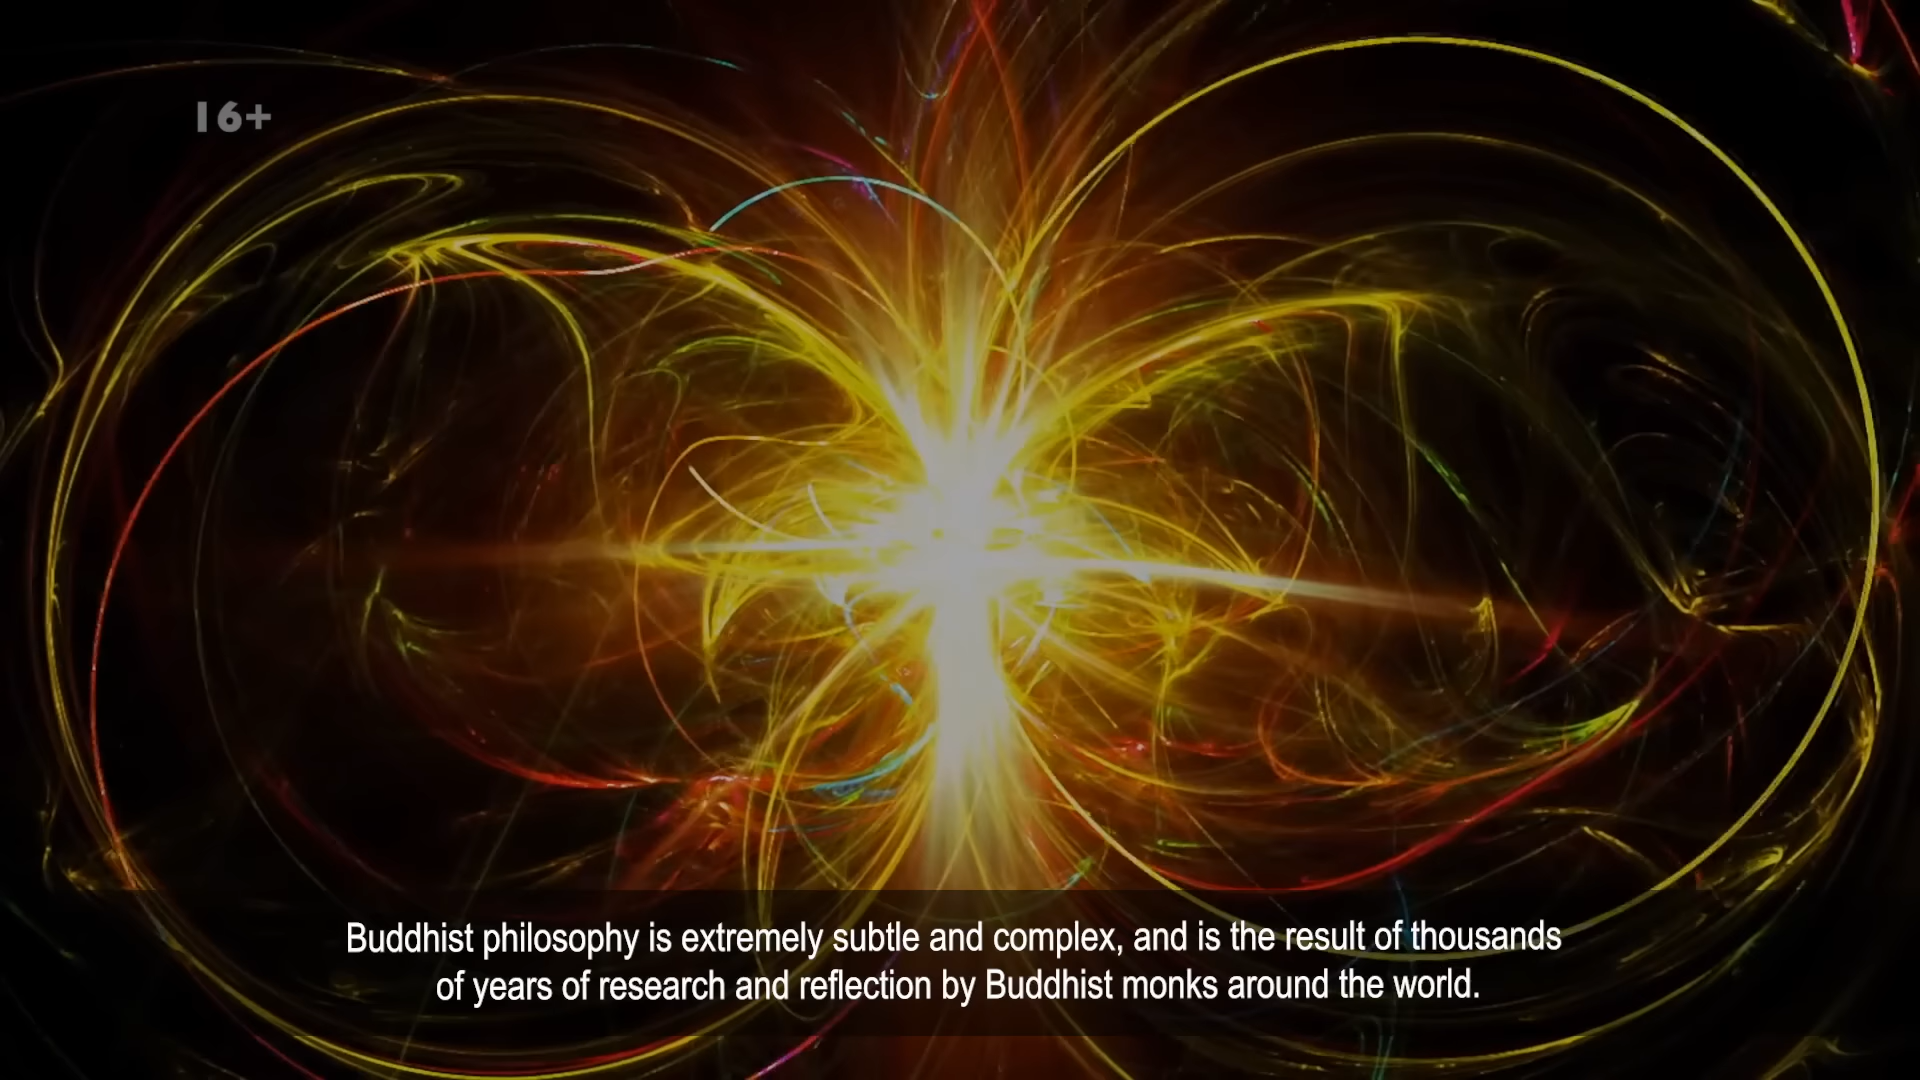 16+
Buddhist philosophy is extremely subtle and complex, and is the result of thousands
of years of research and reflection by Buddhist monks around the world.